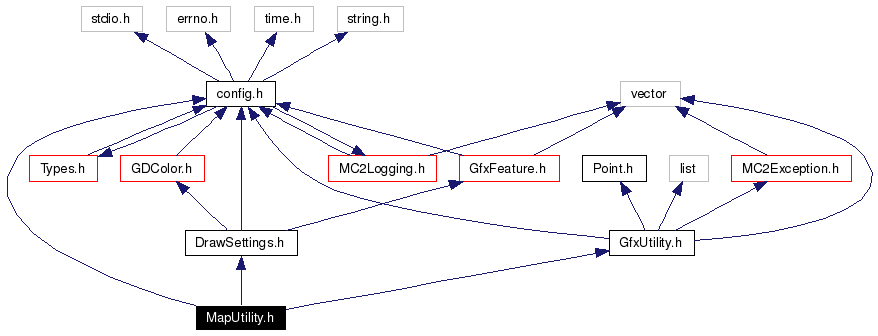 stdio.h
errno.h
time.h
string.h
config.h
vector
Types.h
GDColor.h
MC2Logging.h
GfxFeature.h
Point.h
list
MC2Exception.h
DrawSettings.h
GfxUtility.h
MapUtility.h